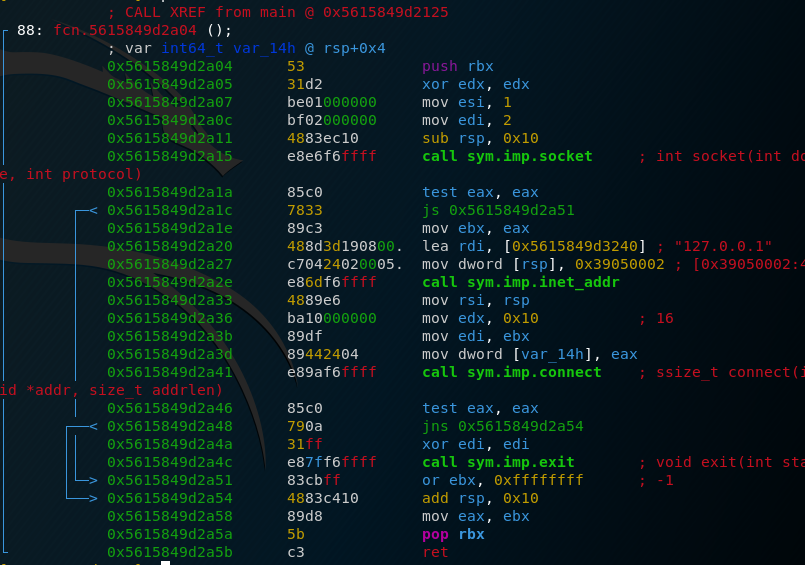 ; CALL XREF from main @ 0x5615849d2125
88: fcn.5615849d2a04 ();
; var int64_t var_14h @ rsp+0x4
0x5615849d2a04 53 push rbx
0x5615849d2a05 31d2 xor edx, edx
0x5615849d2a07 be01000000 mov esi, 1
0x5615849d2a0c bf02000000 mov edi, 2
0x5615849d2a11 4883ec10 sub rsp, 0x10
0x5615849d2a15 e8e6f6ffff call sym.imp.socket ; int socket(int do
e, int protocol)
0x5615849d2a1a 85c0 test eax, eax
0x5615849d2a1c 7833 js 0x5615849d2a51
0x5615849d2a1e 89c3 mov ebx, eax
0x5615849d2a20 488d3d190800. lea rdi, [0x5615849d3240] ; "127.0.0.1"
0x5615849d2a27 c70424020005. mov dword [rsp], 0x39050002 ; [0x39050002:4
0x5615849d2a2e e86df6ffff call sym.imp.inet_addr
0x5615849d2a33 4889e6 mov rsi, rsp
0x5615849d2a36 ba10000000 mov edx, 0x10 ; 16
0x5615849d2a3b 89df mov edi, ebx
0x5615849d2a3d 89442404 mov dword [var_14h], eax
0x5615849d2a41 e89af6ffff call sym.imp.connect ; ssize_t connect(i
id *addr, size_t addrlen)
0x5615849d2a46 85c0 test eax, eax
0x5615849d2a48 790a jns 0x5615849d2a54
0x5615849d2a4a 31ff xor edi, edi
0x5615849d2a4c e87ff6ffff call sym.imp.exit ; void exit(int sta
0x5615849d2a51 83cbff or ebx, 0xffffffff ; -1
0x5615849d2a54 4883c410 add rsp, 0x10
0x5615849d2a58 89d8 mov eax, ebx
0x5615849d2a5a 5b pop rbx
0x5615849d2a5b c3 ret